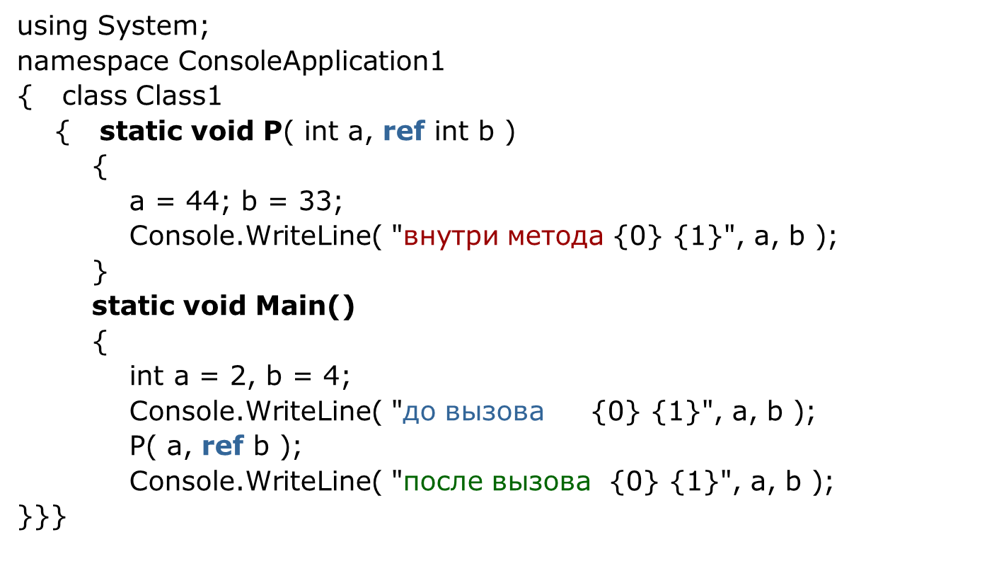 using System;
namespace ConsoleApplication1
{ class Class1
{ static void P( int a, ref int b )
{
a = 44; b = 33;
Console.WriteLine( "внутри метода {0} {1}", a, b );
}
static void Main()
{
int a = 2, b = 4;
Console.WriteLine( "до вызова {0} {1}", a, b );
P( a, ref b );
Console.WriteLine( "после вызова {0} {1}", a, b );
}}}